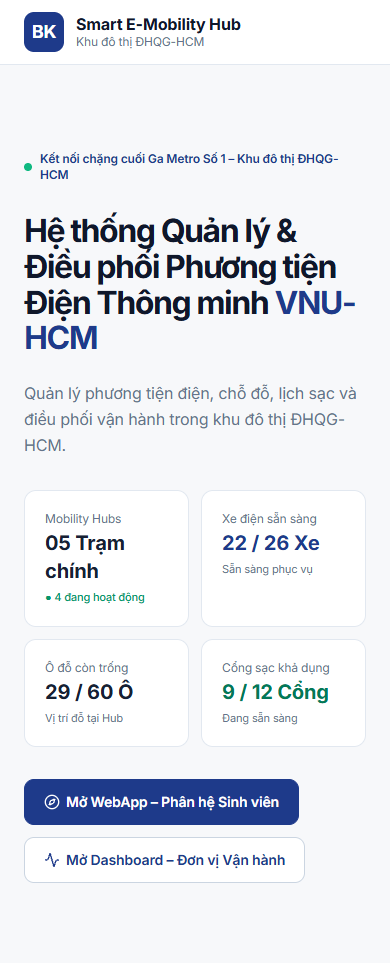 BK
Smart E-Mobility Hub
Khu đô thị ĐHQG-HCM
Kết nối chặng cuối Ga Metro Số 1 – Khu đô thị ĐHQG-
HCM
Hệ thống Quản lý &
Điều phối Phương tiện
Điện Thông minh VNU-
HCM
Quản lý phương tiện điện, chỗ đỗ, lịch sạc và
điều phối vận hành trong khu đô thị ĐHQG-
HCM.
Mobility Hubs
05 Trạm
chính
● 4 đang hoạt động
Xe điện sẵn sàng
22 / 26 Xe
Sẵn sàng phục vụ
Ô đỗ còn trống
29 / 60 Ô
Vị trí đỗ tại Hub
Cổng sạc khả dụng
9 / 12 Cổng
Đang sẵn sàng
Mở WebApp – Phân hệ Sinh viên
Mở Dashboard – Đơn vị Vận hành